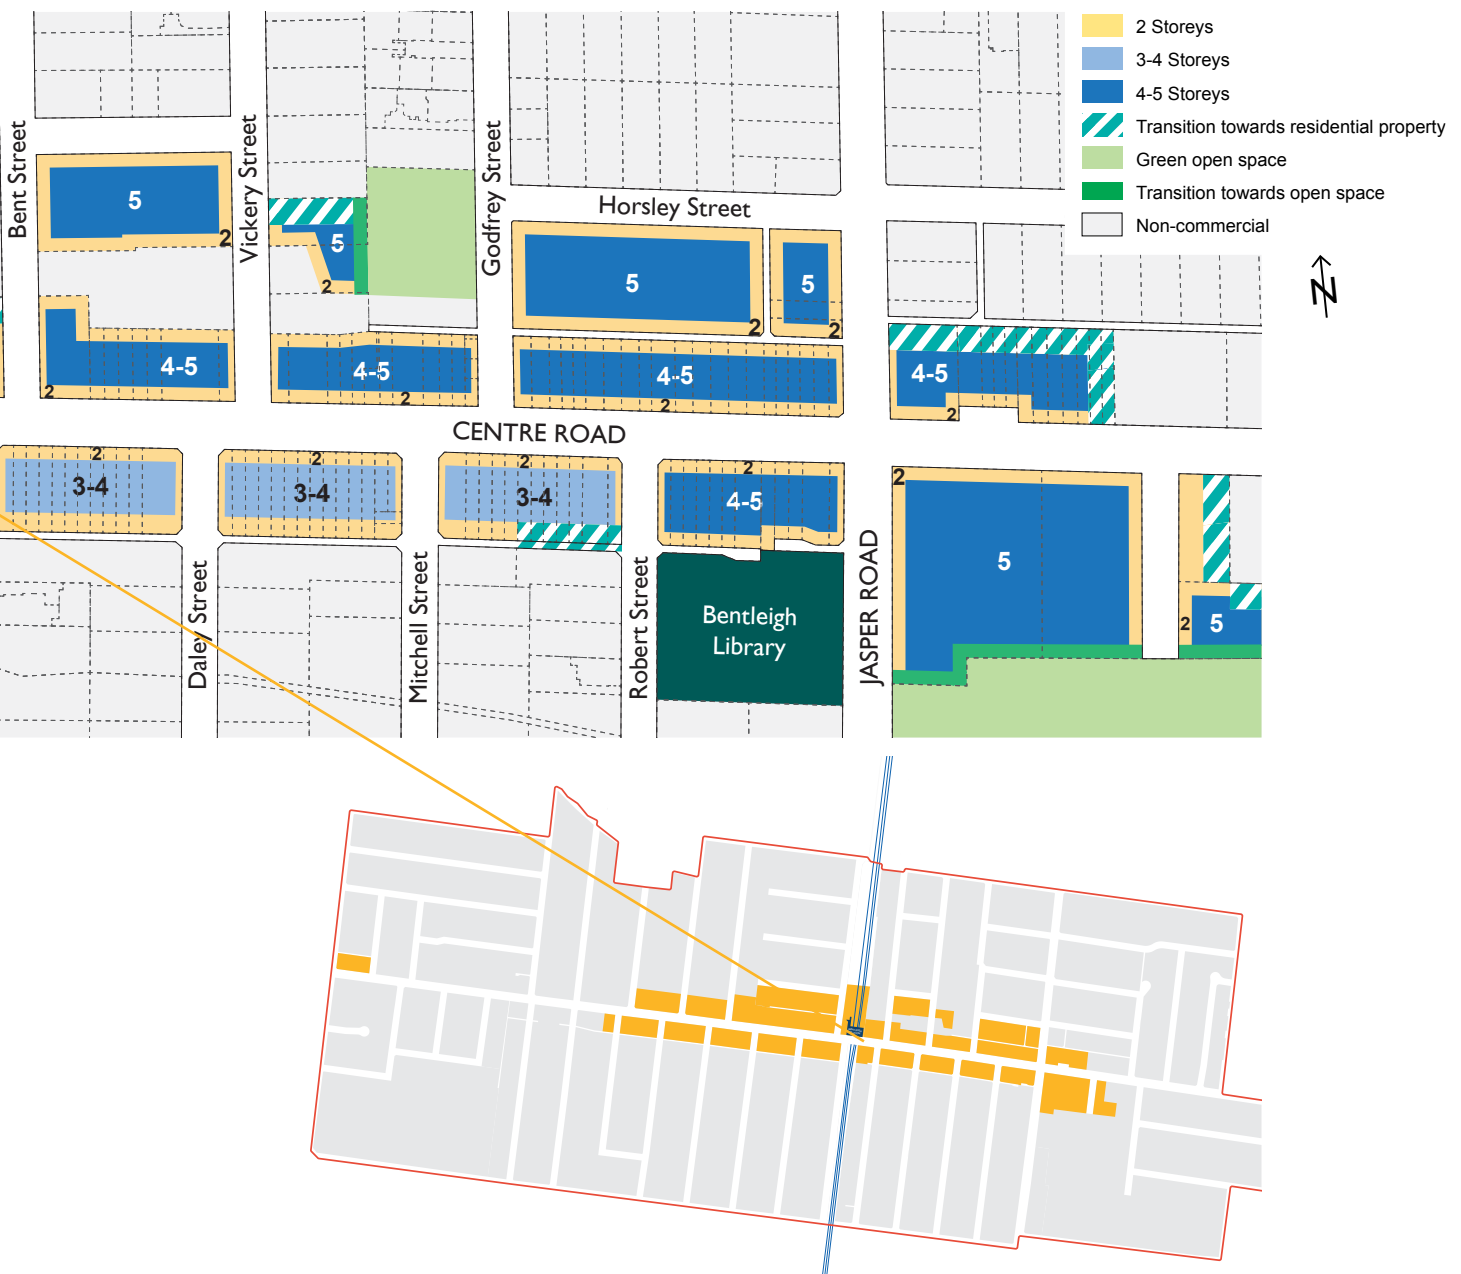 2 Storeys
3-4 Storeys
4-5 Storeys
Transition towards residential property
Green open space
Transition towards open space
Non-commercial
N
Bent Street
Vickery Street
Godfrey Street
Horsley Street
5
2
5
2
5
2
5
2
4-5
2
4-5
2
4-5
2
4-5
2
CENTRE ROAD
2
3-4
2
3-4
2
3-4
2
4-5
2
5
2
5
Daley Street
Mitchell Street
Robert Street
JASPER ROAD
Bentleigh
Library